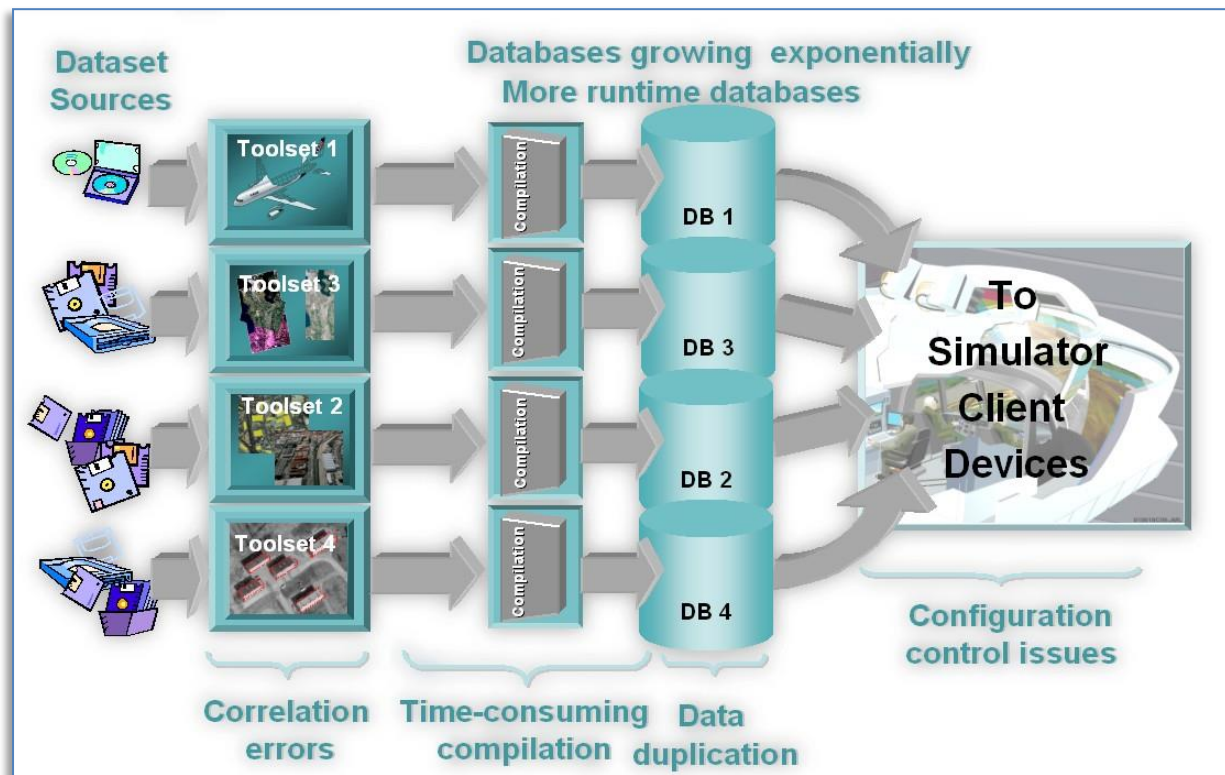 Dataset
Sources
Databases growing exponentially
More runtime databases
Toolset 1
Compilation
DB 1
Toolset 3
Compilation
DB 3
Toolset 2
Compilation
DB 2
Toolset 4
Compilation
DB 4
To
Simulator
Client
Devices
Correlation
errors
Time-consuming
compilation
Data
duplication
Configuration
control issues